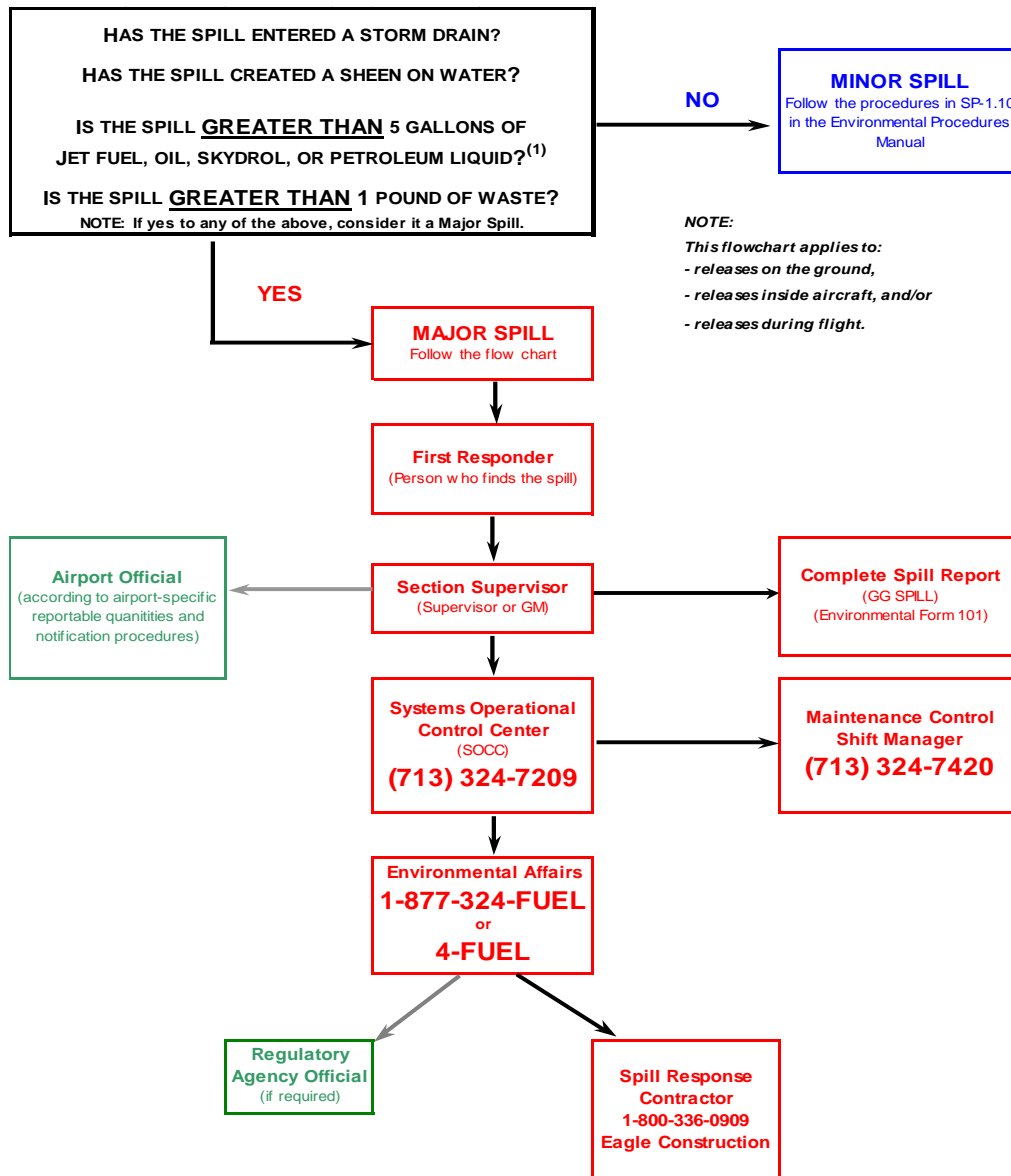 HAS THE SPILL ENTERED A STORM DRAIN?
HAS THE SPILL CREATED A SHEEN ON WATER?
IS THE SPILL GREATER THAN 5 GALLONS OF
JET FUEL, OIL, SKYDROL, OR PETROLEUM LIQUID?(1)
IS THE SPILL GREATER THAN 1 POUND OF WASTE?
NOTE: If yes to any of the above, consider it a Major Spill.
NO
MINOR SPILL
Follow the procedures in SP-1.10
in the Environmental Procedures
Manual
NOTE:
This flowchart applies to:
- releases on the ground,
- releases inside aircraft, and/or
- releases during flight.
YES
MAJOR SPILL
Follow the flow chart
First Responder
(Person who finds the spill)
Airport Official
(according to airport-specific
reportable quanitities and
notification procedures)
Section Supervisor
(Supervisor or GM)
Complete Spill Report
(GG SPILL)
(Environmental Form 101)
Systems Operational
Control Center
(SOCC)
(713) 324-7209
Maintenance Control
Shift Manager
(713) 324-7420
Environmental Affairs
1-877-324-FUEL
or
4-FUEL
Regulatory
Agency Official
(if required)
Spill Response
Contractor
1-800-336-0909
Eagle Construction